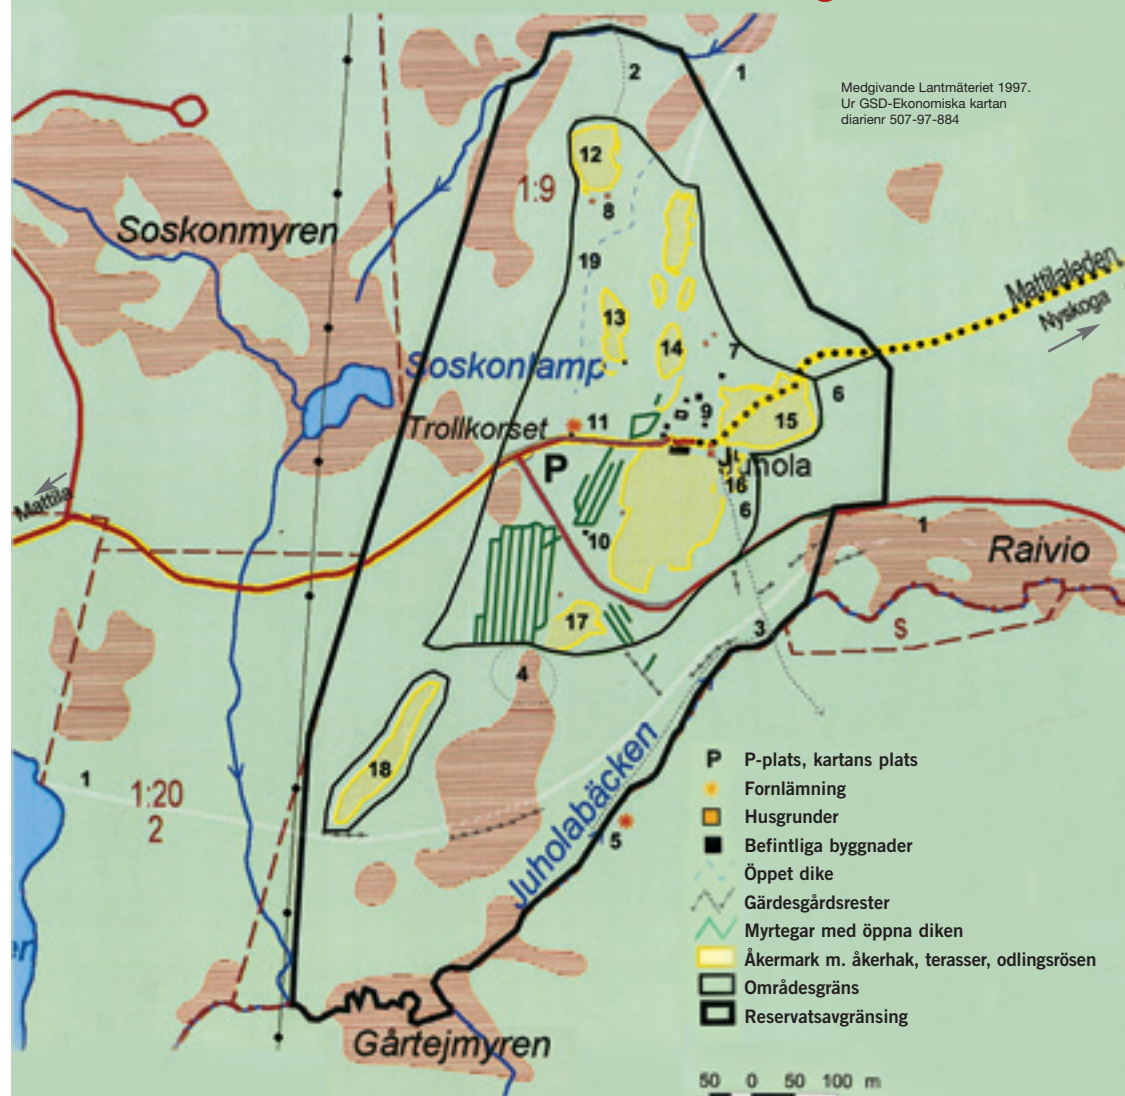 Medgivande Lantmäteriet 1997.
Ur GSD-Ekonomiska kartan
diarienr 507-97-884
2
1
12
1:9
8
Soskonmyren
19
Mattilaleden
Nyskoga
13
14
7
Soskonlamp
6
9
15
Trollkorset
11
P
Juhola
16
Mattila
6
1
10
Raivio
17
3
S
4
18
1
1:20
2
Juholabäcken
5
P P-plats, kartans plats
Fornlämning
Husgrunder
Befintliga byggnader
Öppet dike
Gärdesgårdsrester
Myrtegar med öppna diken
Åkermark m. åkerhak, terasser, odlingsrösen
Områdesgräns
Reservatsavgränsing
Gårtejmyren
50 0 50 100 m